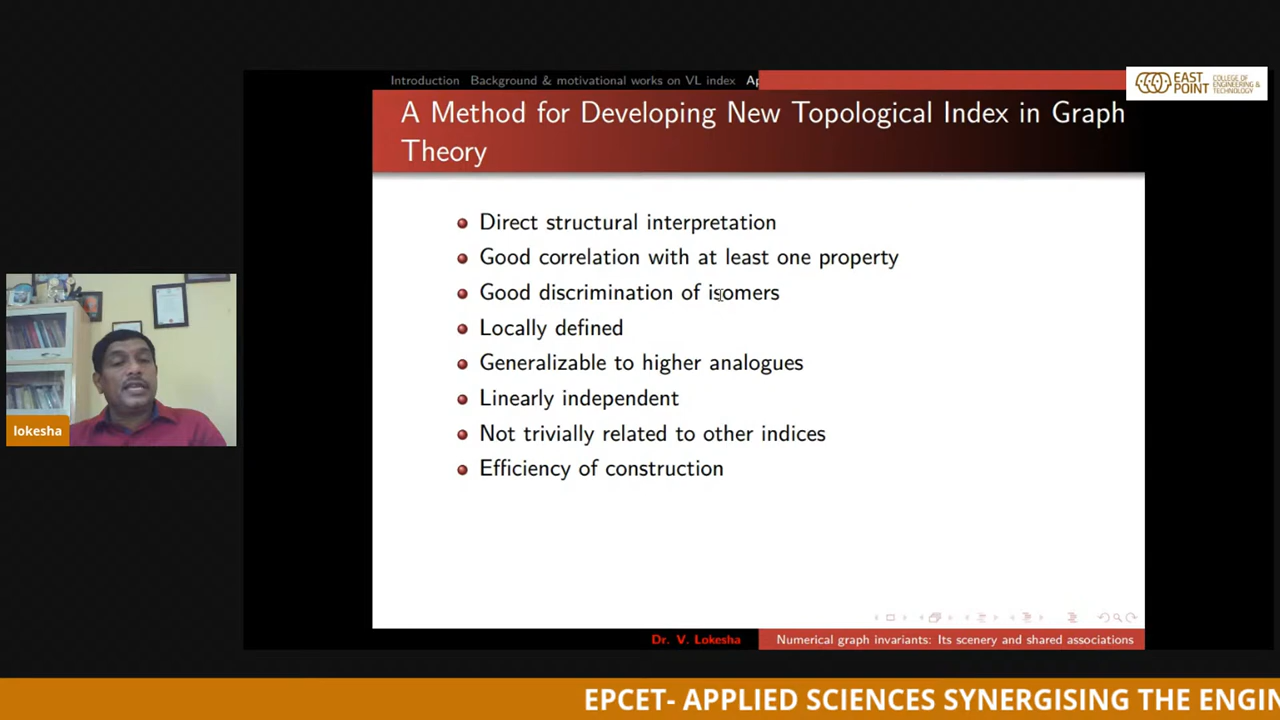 Introduction Background & motivational works on VL index Ap
EAST POINT
COLLEGE OF
ENGINEERING &
TECHNOLOGY
A Method for Developing New Topological Index in Graph
Theory
Direct structural interpretation
Good correlation with at least one property
Good discrimination of isomers
Locally defined
Generalizable to higher analogues
Linearly independent
Not trivially related to other indices
Efficiency of construction
lokesha
Dr. V. Lokesha Numerical graph invariants: Its scenery and shared associations
EPCET- APPLIED SCIENCES SYNERGISING THE ENGIN